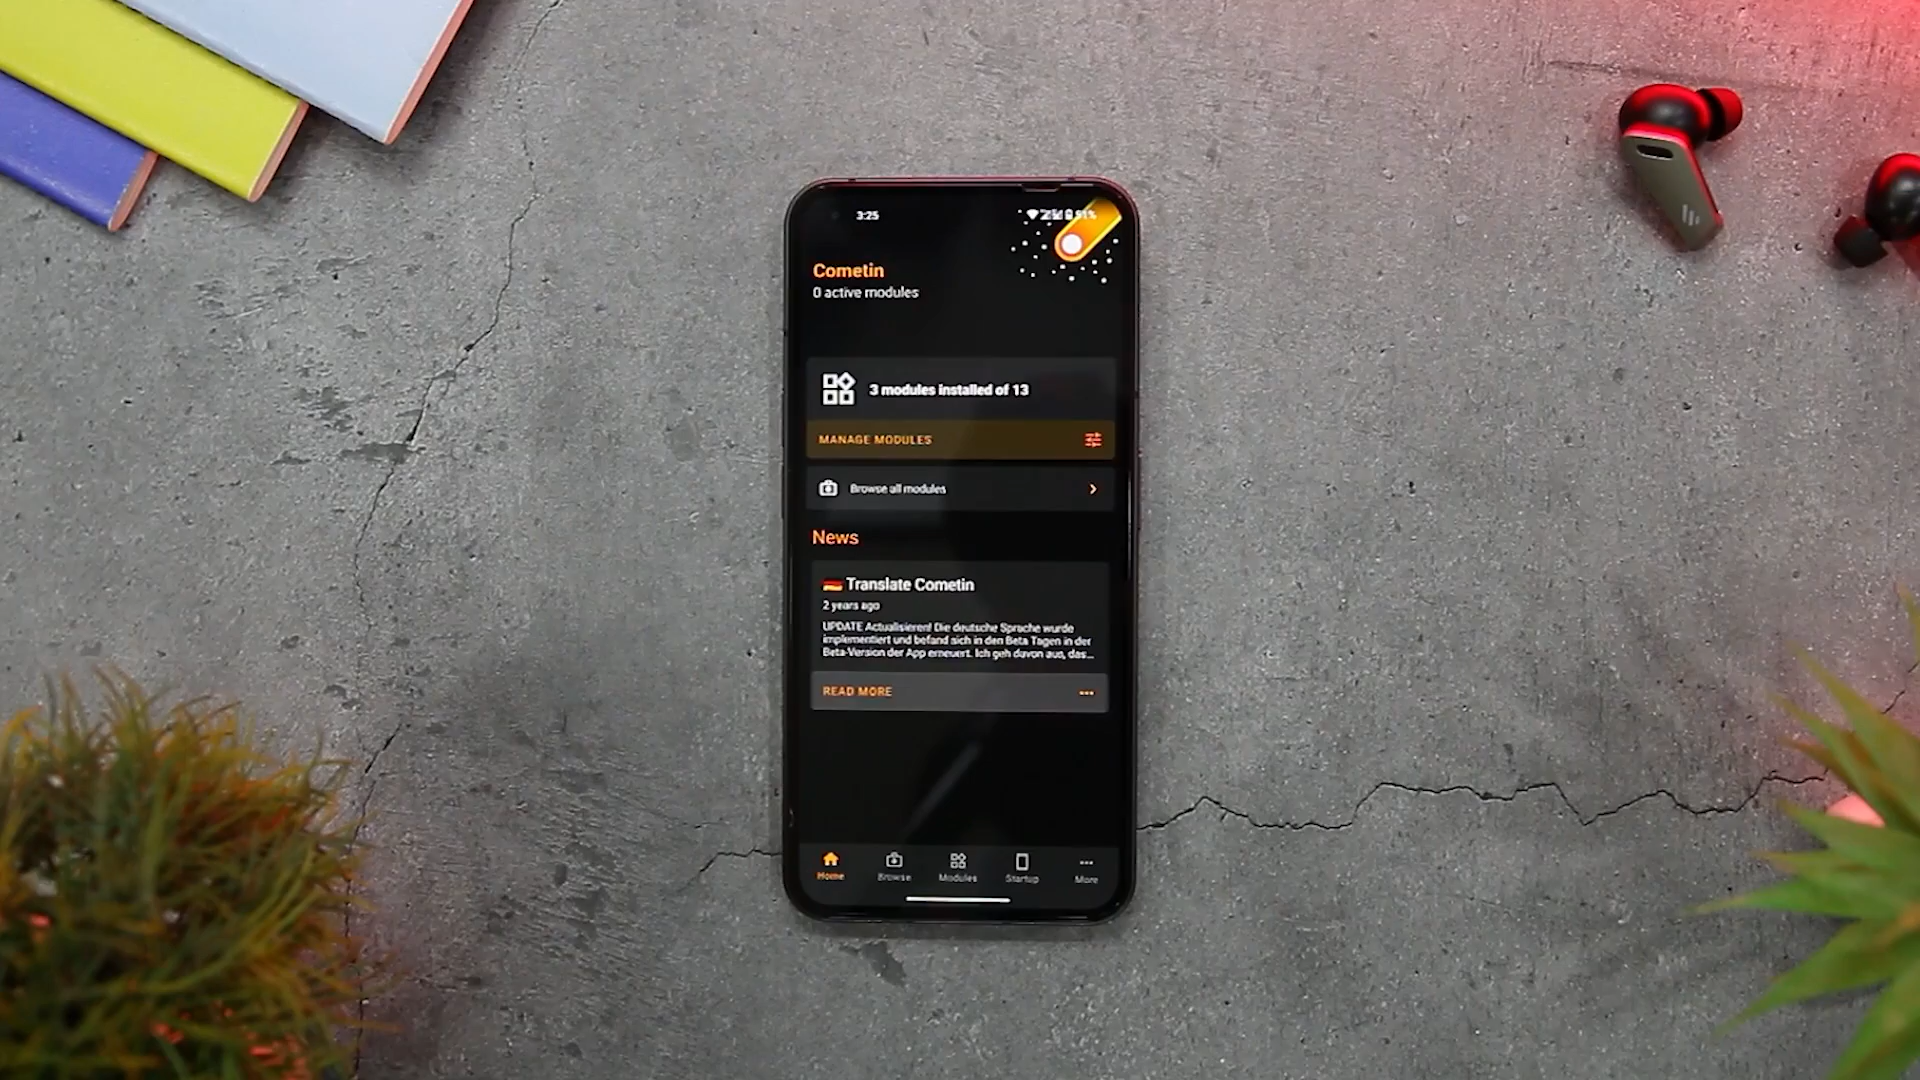 3:25
51%
Cometin
0 active modules
3 modules installed of 13
MANAGE MODULES
Browse all modules
News
Translate Cometin
2 years ago
UPDATE Actualisieren! Die deutsche Sprache wurde
implementiert und befand sich in den Beta Tagen in der
Beta-Version der App erneuert. Ich geh davon aus, das...
READ MORE
Home
Browse
Modules
Startup
More